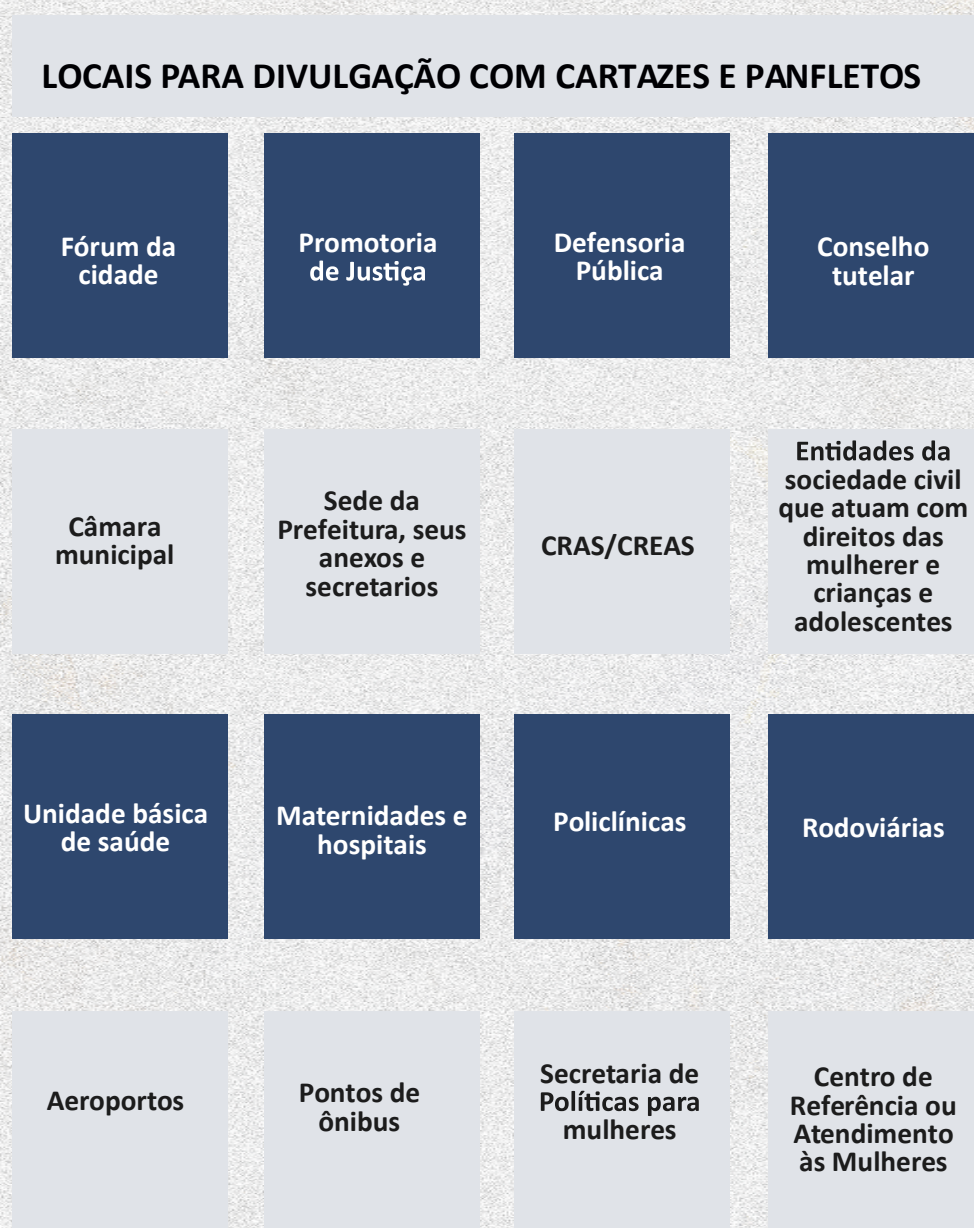 LOCAIS PARA DIVULGAÇÃO COM CARTAZES E PANFLETOS
Fórum da
cidade
Promotoria
de Justiça
Defensoria
Pública
Conselho
tutelar
Câmara
municipal
Sede da
Prefeitura, seus
anexos e
secretarios
CRAS/CREAS
Entidades da
sociedade civil
que atuam com
direitos das
mulherer e
crianças e
adolescentes
Unidade básica
de saúde
Maternidades e
hospitais
Policlínicas
Rodoviárias
Aeroportos
Pontos de
ônibus
Secretaria de
Políticas para
mulheres
Centro de
Referência ou
Atendimento
às Mulheres